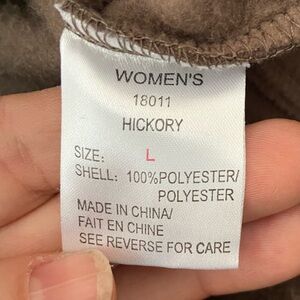 WOMEN'S
18011
HICKORY
SIZE: L
SHELL: 100%POLYESTER/
POLYESTER
MADE IN CHINA/
FAIT EN CHINE
SEE REVERSE FOR CARE